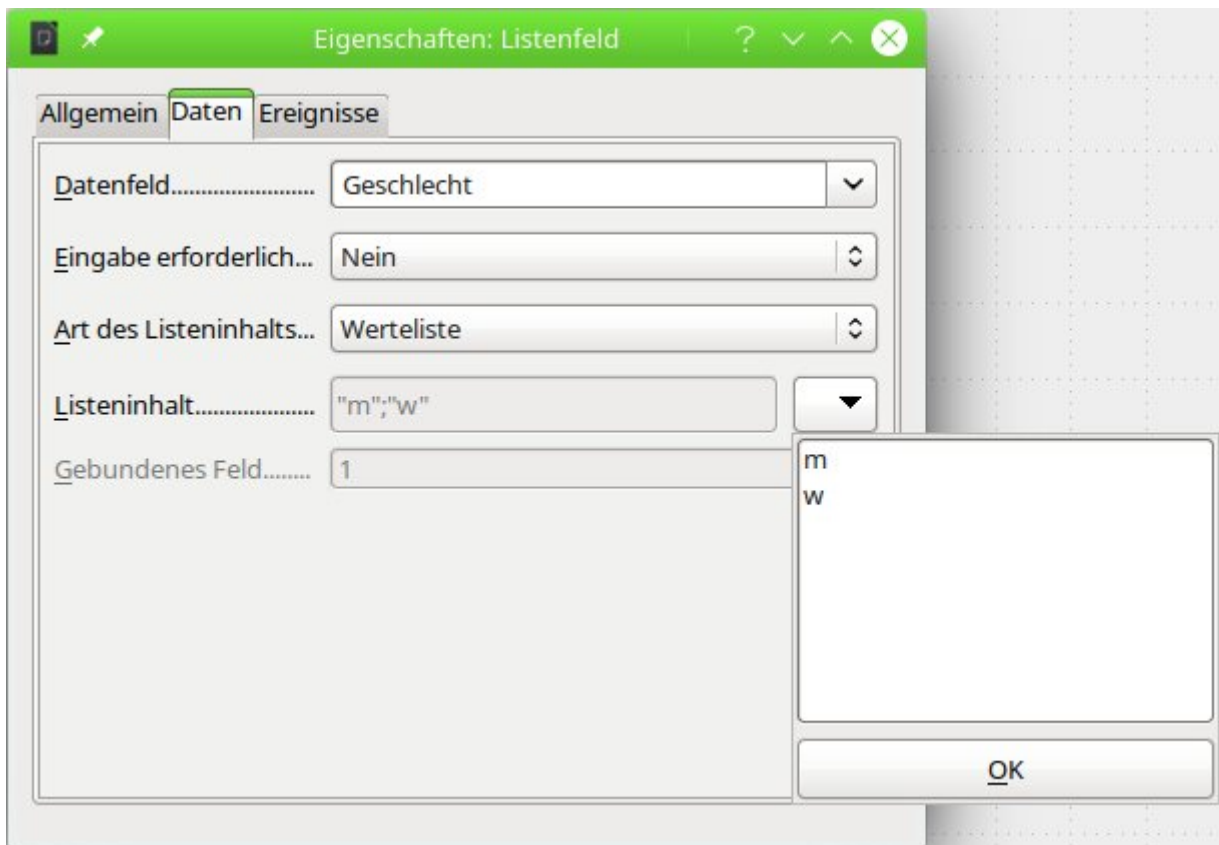 Eigenschaften: Listenfeld
Allgemein Daten Ereignisse
Datenfeld........................ Geschlecht
Eingabe erforderlich... Nein
Art des Listeninhalts... Werteliste
Listeninhalt.................... "m";"w"
Gebundenes Feld........ 1
m
w
OK